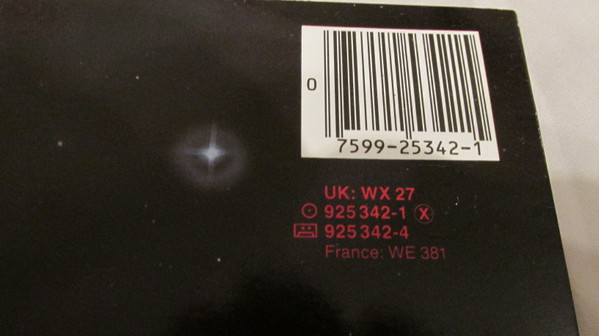 0
7599-25342-1
UK: WX 27
925 342-1 X
925 342-4
France: WE 381